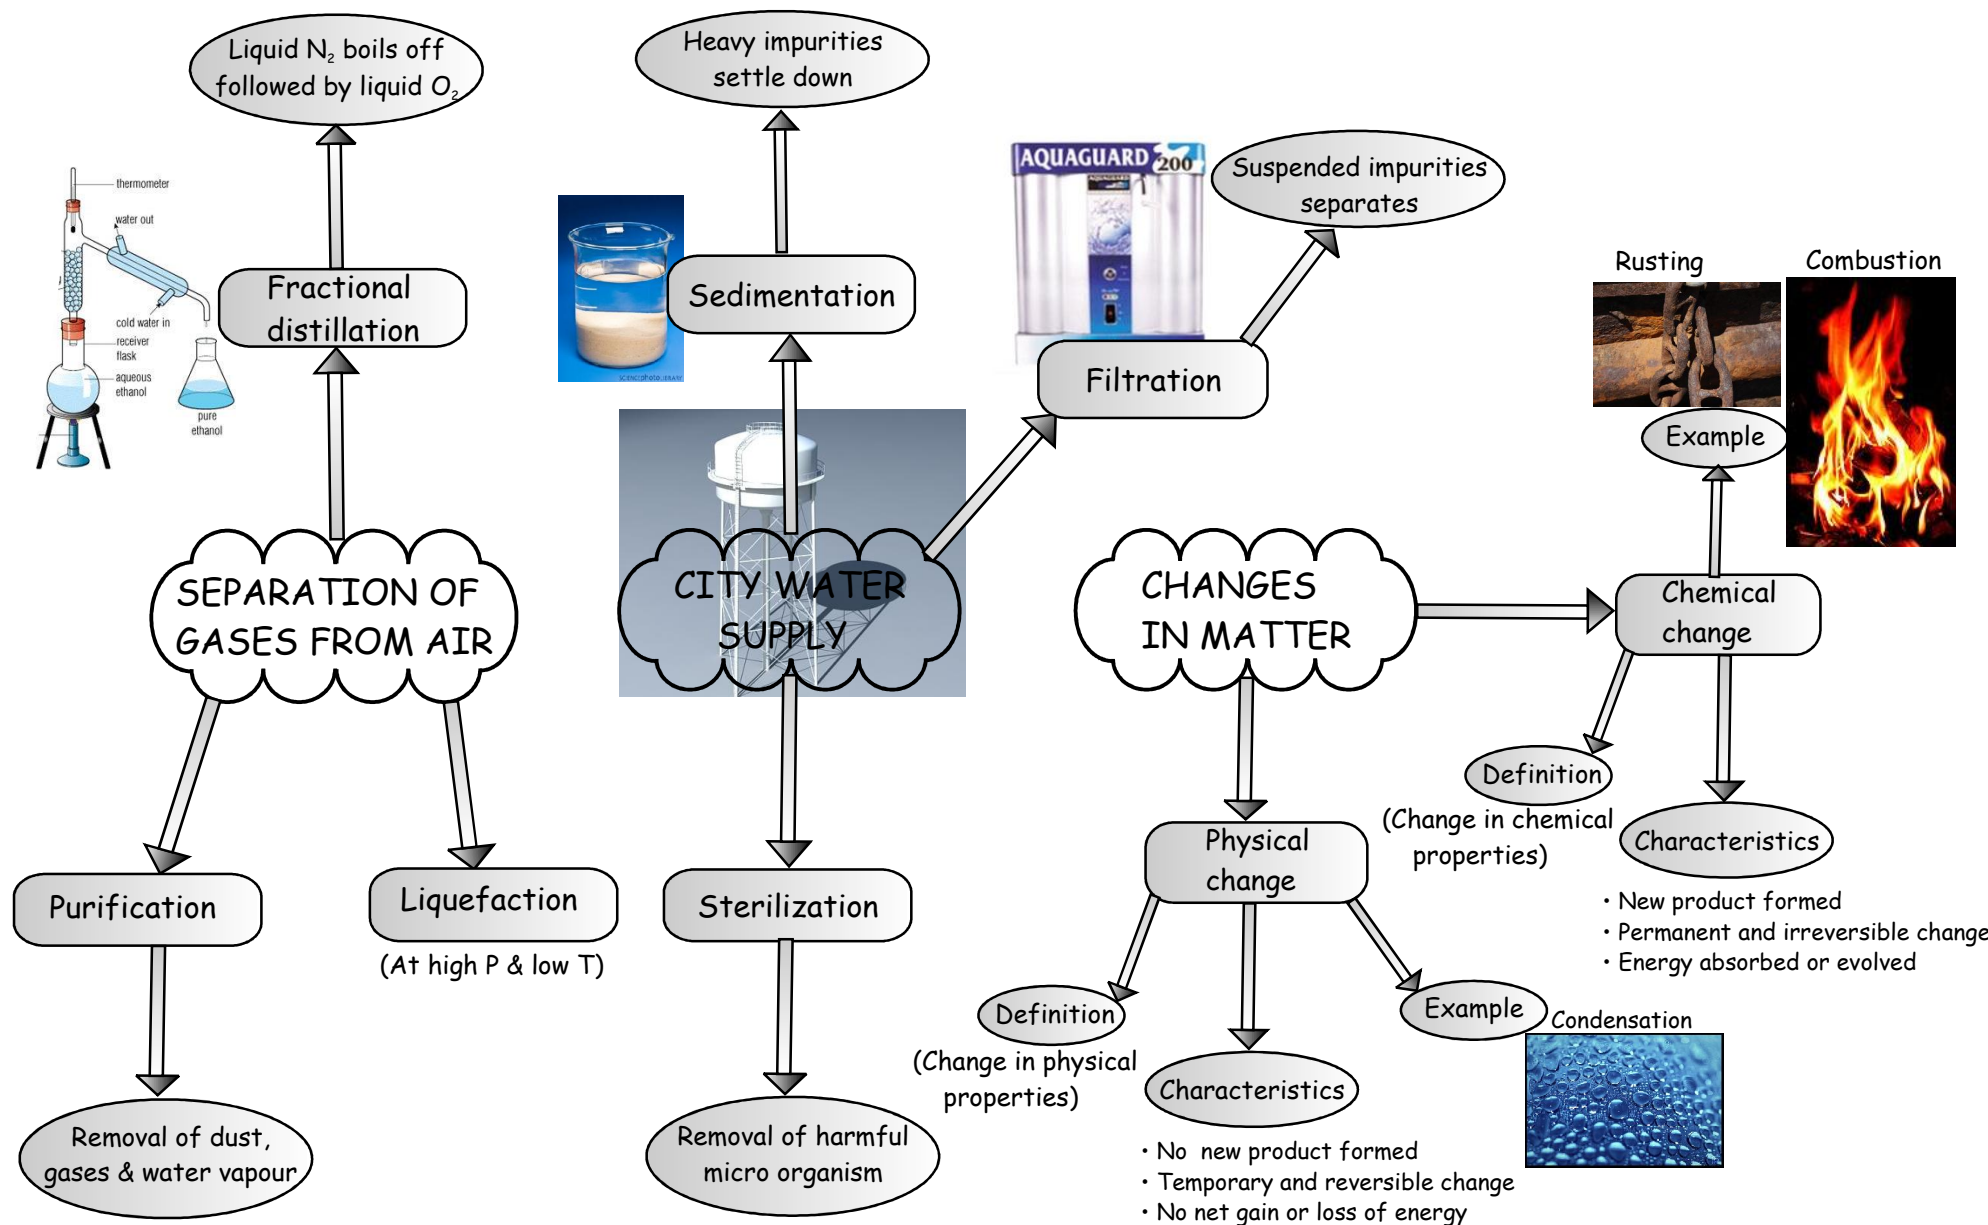 Liquid N₂ boils off
followed by liquid O₂
thermometer
water out
cold water in
receiver
flask
aqueous
ethanol
pure
ethanol
Fractional
distillation
SEPARATION OF
GASES FROM AIR
Purification
Liquefaction
(At high P & low T)
Removal of dust,
gases & water vapour
Heavy impurities
settle down
SCIENCEphotoLIBRARY
Sedimentation
CITY WATER
SUPPLY
Sterilization
Removal of harmful
micro organism
AQUAGUARD 200
Suspended impurities
separates
Filtration
CHANGES
IN MATTER
Rusting
Combustion
Example
Chemical
change
Definition
(Change in chemical
properties)
Characteristics
• New product formed
• Permanent and irreversible change
• Energy absorbed or evolved
Physical
change
Definition
(Change in physical
properties)
Characteristics
• No new product formed
• Temporary and reversible change
• No net gain or loss of energy
Example
Condensation